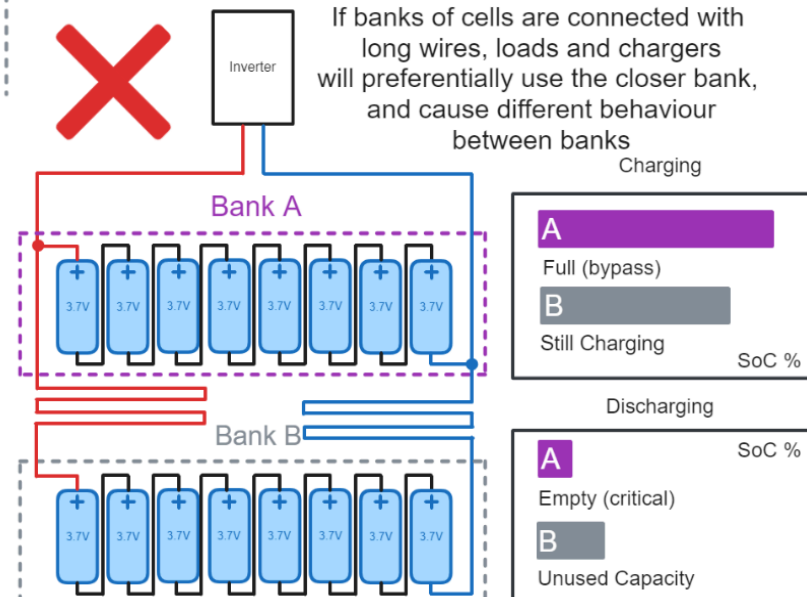 If banks of cells are connected with
long wires, loads and chargers
will preferentially use the closer bank,
and cause different behaviour
between banks
Inverter
Bank A
3.7V 3.7V 3.7V 3.7V 3.7V 3.7V 3.7V 3.7V
Bank B
3.7V 3.7V 3.7V 3.7V 3.7V 3.7V 3.7V 3.7V
Charging
A
Full (bypass)
B
Still Charging
SoC %
Discharging
SoC %
A
Empty (critical)
B
Unused Capacity